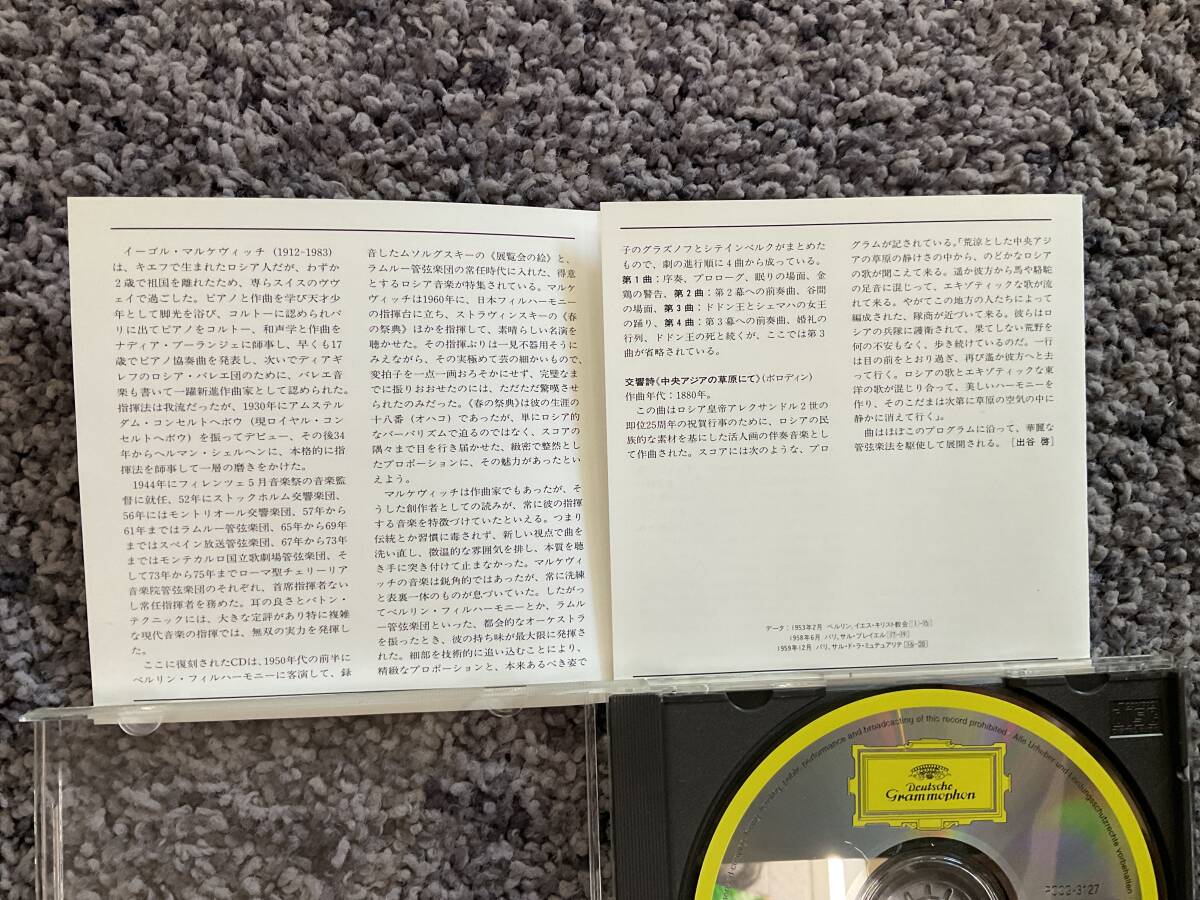 イーゴル・マルケヴィッチ (1912-1983)
は、キエフで生まれたロシア人だが、わずか
2歳で祖国を離れたため、専らスイスのヴヴ
ェイで過ごした。ピアノと作曲を学び天才少
年として脚光を浴び、コルトーに認められパ
リに出てピアノをコルトー、和声学と作曲を
ナディア・ブーランジェに師事し、早くも17
歳でピアノ協奏曲を発表し、次いでディアギ
レフのロシア・バレエ団のために、バレエ音
楽も書いて一躍新進作曲家として認められた。
指揮法は我流だったが、1930年にアムステル
ダム・コンセルトヘボウ (現ロイヤル・コン
セルトヘボウ) を振ってデビュー、その後34
年からヘルマン・シェルヘンに、本格的に指
揮法を師事して一層の磨きをかけた。
1944年にフィレンツェ5月音楽祭の音楽監
督に就任、52年にストックホルム交響楽団、
56年にはモントリオール交響楽団、57年から
61年まではラムルー管弦楽団、65年から69年
まではスペイン放送管弦楽団、67年から73年
まではモンテカルロ国立歌劇場管弦楽団、そ
して73年から75年までローマ聖チェリーリア
音楽院管弦楽団のそれぞれ、首席指揮者ない
し常任指揮者を務めた。耳の良さとバトン・
テクニックには、大きな定評があり特に複雑
な現代音楽の指揮では、無双の実力を発揮し
た。
ここに復刻されたCDは、1950年代の前半に
ベルリン・フィルハーモニーに客演して、録
音したムソルグスキーの《展覧会の絵》と、
ラムルー管弦楽団の常任時代に入れた、得意
とするロシア音楽が特集されている。マルケ
ヴィッチは1960年に、日本フィルハーモニー
の指揮台に立ち、ストラヴィンスキーの《春
の祭典》ほかを指揮して、素晴らしい名演を
聴かせた。その指揮ぶりは一見不器用そうに
みえながら、その実極めて芸の細かいもので、
変拍子を一点一画おろそかにせず、完璧なま
でに振りおおせたのには、ただただ驚嘆させ
られたのみだった。《春の祭典》は彼の生涯の
十八番 (オハコ) であったが、単にロシア的
なバーバリズムで迫るのではなく、スコアの
隅々まで目を行き届かせた、緻密で整然とし
たプロポーションに、その魅力があったとい
えよう。
マルケヴィッチは作曲家でもあったが、そ
うした創作者としての読みが、常に彼の指揮
する音楽を特徴づけていたといえる。つまり
伝統とか習慣に毒されず、新しい視点で曲を
洗い直し、微温的な雰囲気を排し、本質を聴
き手に突き付けて止まなかった。マルケヴィ
ッチの音楽は鋭角的ではあったが、常に洗練
と表裏一体のものが息づいていた。したがっ
てベルリン・フィルハーモニーとか、ラムル
ー管弦楽団といった、都会的なオーケストラ
を振ったとき、彼の持ち味が最大限に発揮さ
れた。細部を技術的に追い込むことにより、
精緻なプロポーションと、本来あるべき姿で
子のグラズノフとシテインベルクがまとめた
もので、劇の進行順に4曲から成っている。
第1曲：序奏、プロローグ、眠りの場面、金
鶏の警告、第2曲：第2幕への前奏曲、谷間
の場面、第3曲：ドドン王とシェマハの女王
の踊り、第4曲：第3幕への前奏曲、婚礼の
行列、ドドン王の死と続くが、ここでは第3
曲が省略されている。
交響詩《中央アジアの草原にて》(ボロディン)
作曲年代：1880年。
この曲はロシア皇帝アレクサンドル2世の
即位25周年の祝賀行事のために、ロシアの民
族的な素材を基にした活人画の伴奏音楽とし
て作曲された。スコアには次のような、プロ
グラムが記されている。「荒涼とした中央アジ
アの草原の静けさの中から、のどかなロシア
の歌が聞こえて来る。遥か彼方から馬や駱駝
の足音に混じって、エキゾティックな歌が流
れて来る。やがてこの地方の人たちによって
編成された、隊商が近づいて来る。彼らはロ
シアの兵隊に護衛されて、果てしない荒野を
何の不安もなく、歩き続けているのだ。一行
は目の前をとおり過ぎ、再び遥か彼方へと去
って行く。ロシアの歌とエキゾティックな東
洋の歌が混じり合って、美しいハーモニーを
作り、そのこだまは次第に草原の空気の中に
静かに消えて行く」。
曲はほぼこのプログラムに沿って、華麗な
管弦楽法を駆使して展開される。 [出谷 啓]
データ：1953年2月 ベルリン、イエス・キリスト教会
1958年6月 パリ、サル・プレイエル
1959年12月 パリ、サル・ド・ラ・ミュテュアリテ
performance and broadcasting of this record prohibited · Alle Urheber und Leistungsschutzrechte vorbehalten
Deutsche
Grammophon
POCG-3127